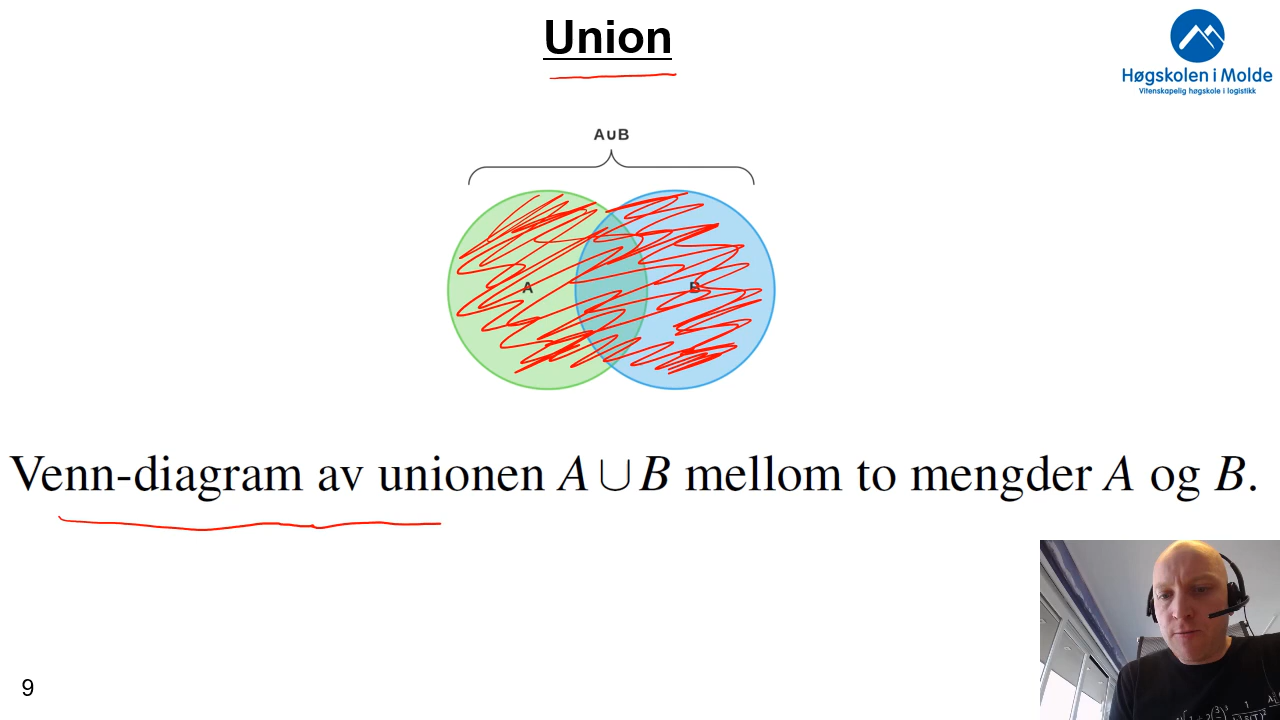 Union
Høgskolen i Molde
Vitenskapelig høgskole i logistikk
A∪B
A
B
Venn-diagram av unionen A ∪ B mellom to mengder A og B.
9